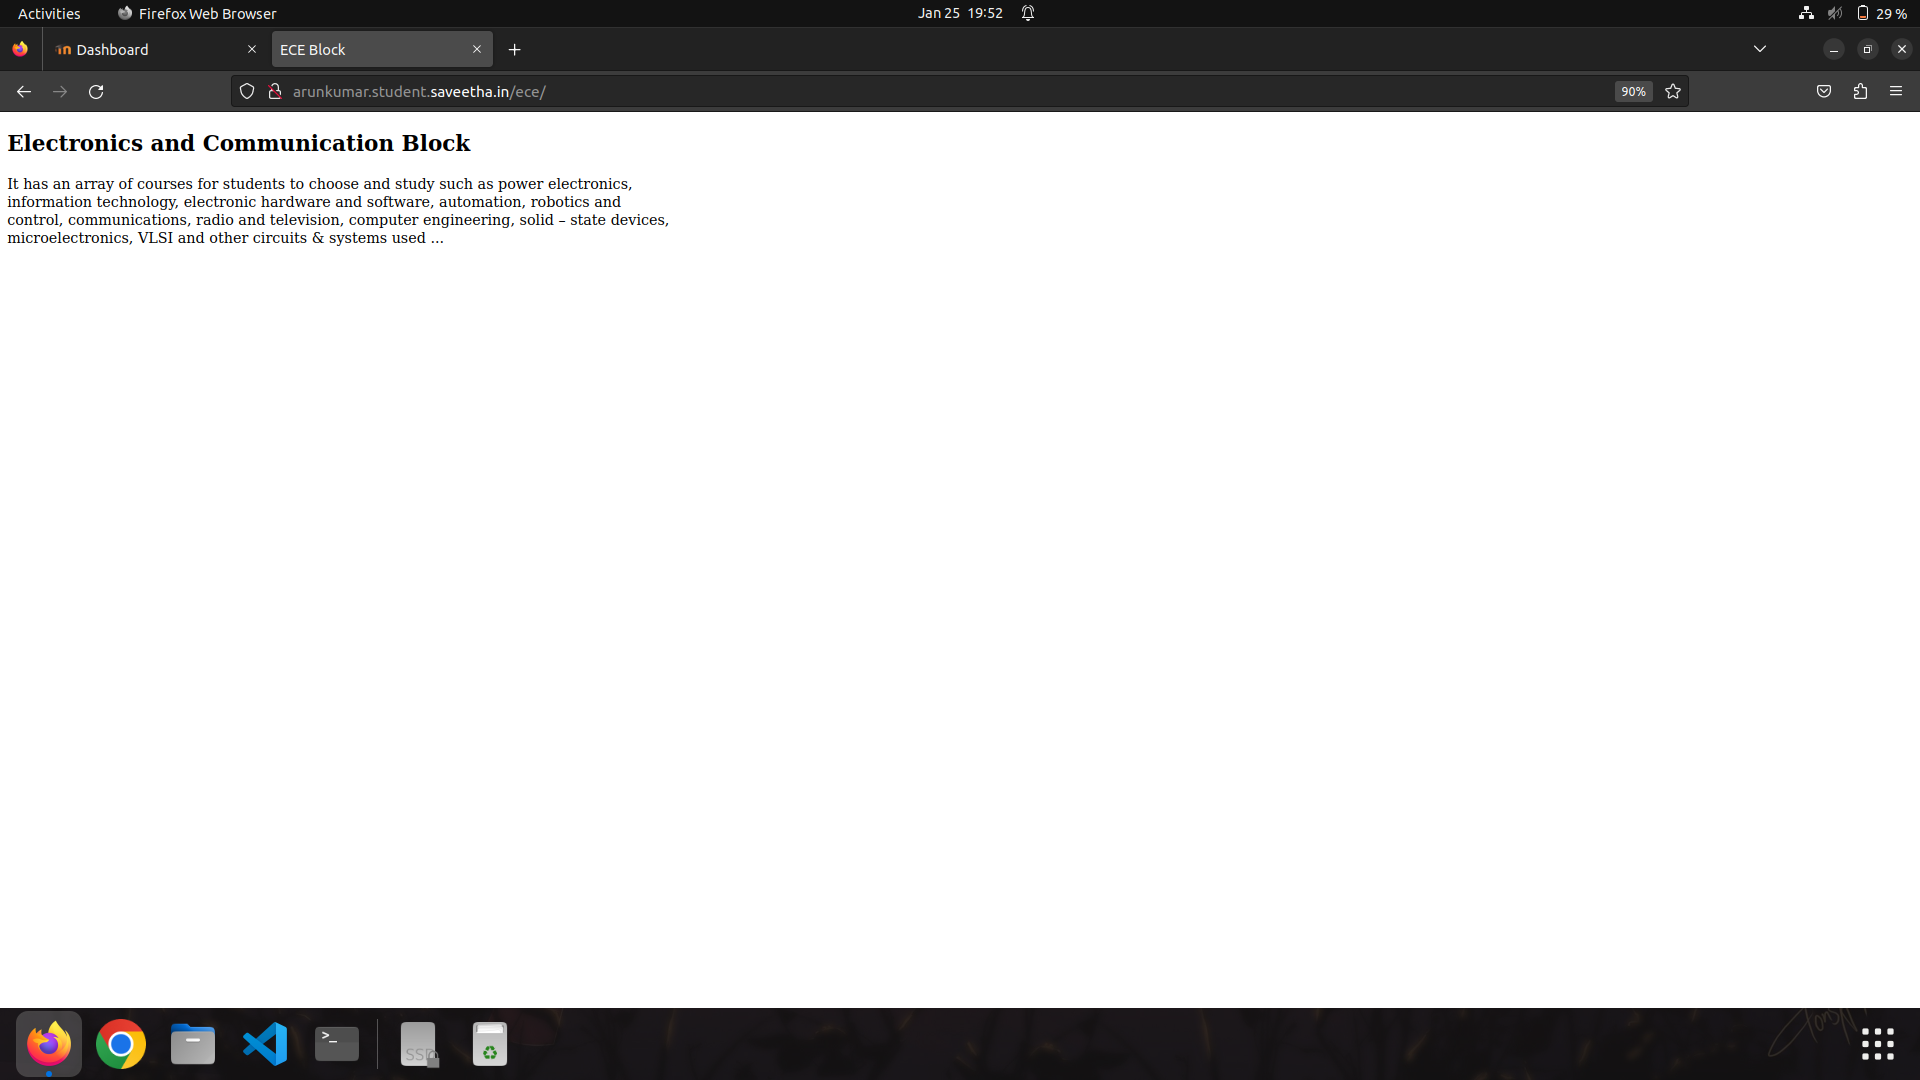 Activities
Firefox Web Browser
Jan 25 19:52
29 %
Dashboard
ECE Block
arunkumar.student.saveetha.in/ece/
90%
Electronics and Communication Block
It has an array of courses for students to choose and study such as power electronics,
information technology, electronic hardware and software, automation, robotics and
control, communications, radio and television, computer engineering, solid – state devices,
microelectronics, VLSI and other circuits & systems used ...
>_
SSD